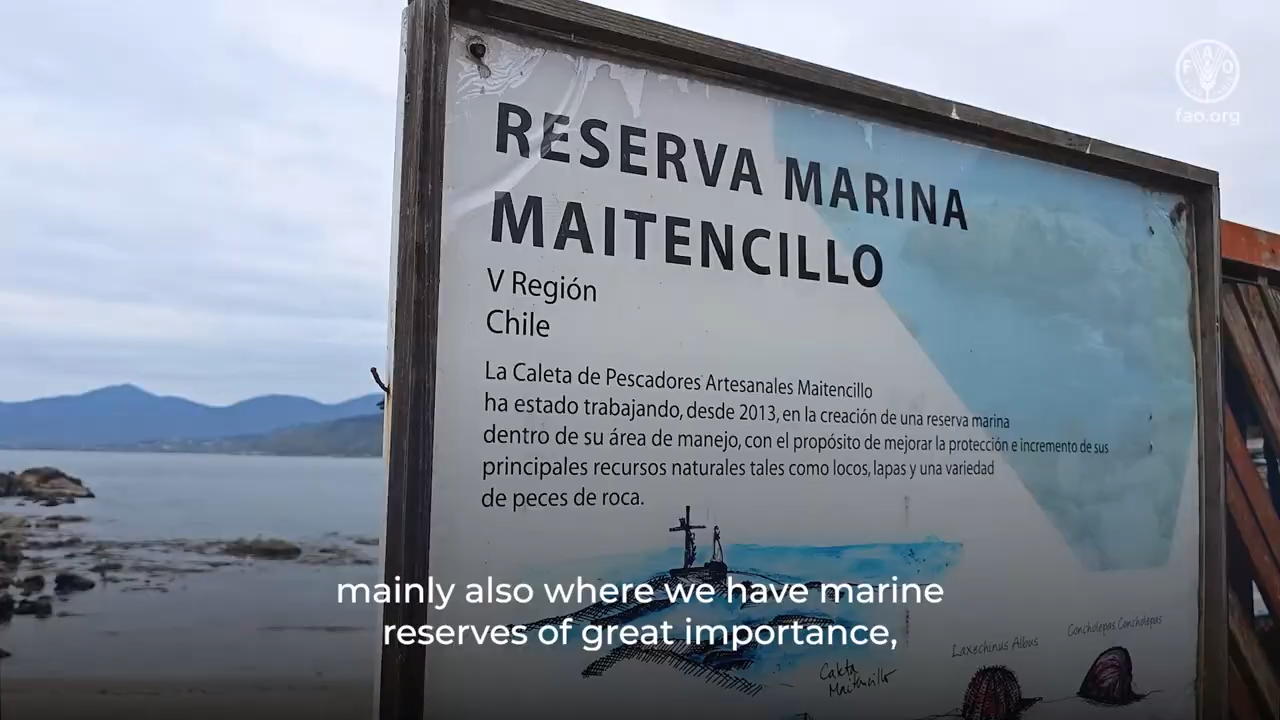 FAO
fao.org
RESERVA MARINA
MAITENCILLO
V Región
Chile
La Caleta de Pescadores Artesanales Maitencillo
ha estado trabajando, desde 2013, en la creación de una reserva marina
dentro de su área de manejo, con el propósito de mejorar la protección e incremento de sus
principales recursos naturales tales como locos, lapas y una variedad
de peces de roca.
mainly also where we have marine
reserves of great importance,
Concholepas Concholepas
Loxechinus Albus
Caleta
Maitencillo